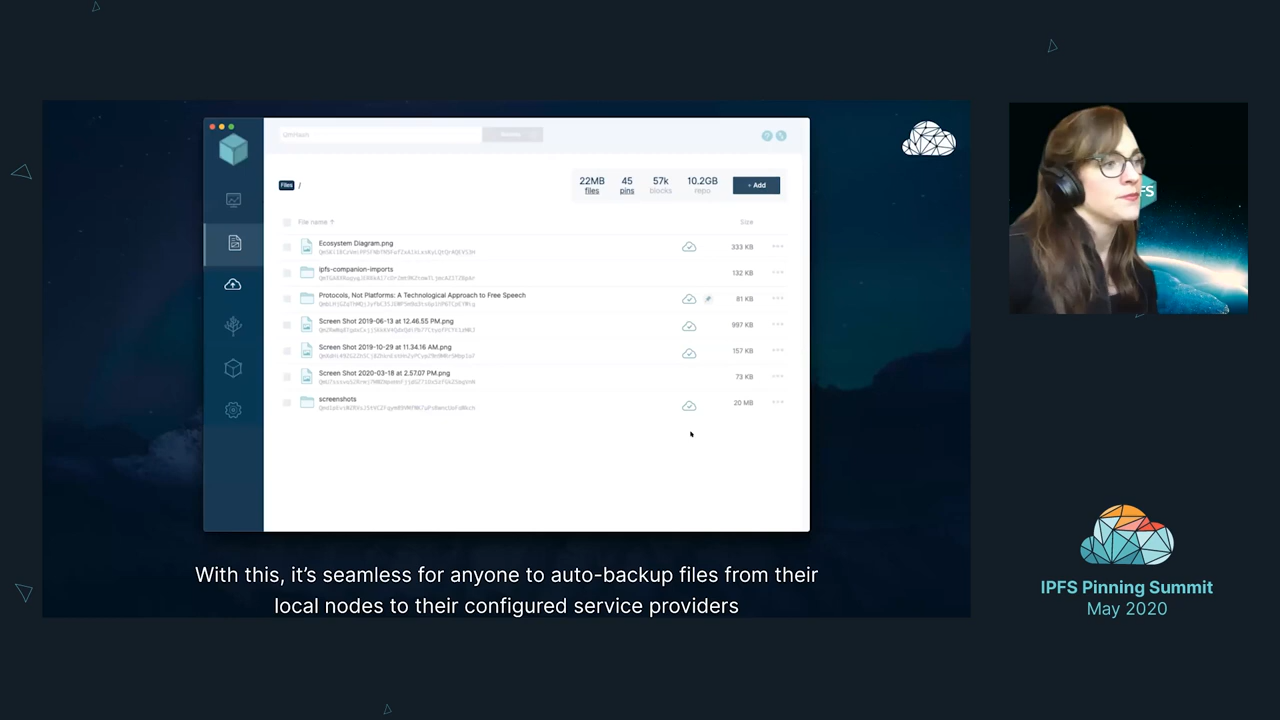 QmHash
Browse
22MB
files
45
pins
57k
blocks
10.2GB
repo
+ Add
Files /
File name ↑
Size
Ecosystem Diagram.png
333 KB
ipfs-companion-imports
132 KB
Protocols, Not Platforms: A Technological Approach to Free Speech
81 KB
Screen Shot 2019-06-13 at 12.46.55 PM.png
997 KB
Screen Shot 2019-10-29 at 11.34.16 AM.png
157 KB
Screen Shot 2020-03-18 at 2.57.07 PM.png
73 KB
screenshots
20 MB
With this, it's seamless for anyone to auto-backup files from their
local nodes to their configured service providers
FS
IPFS Pinning Summit
May 2020